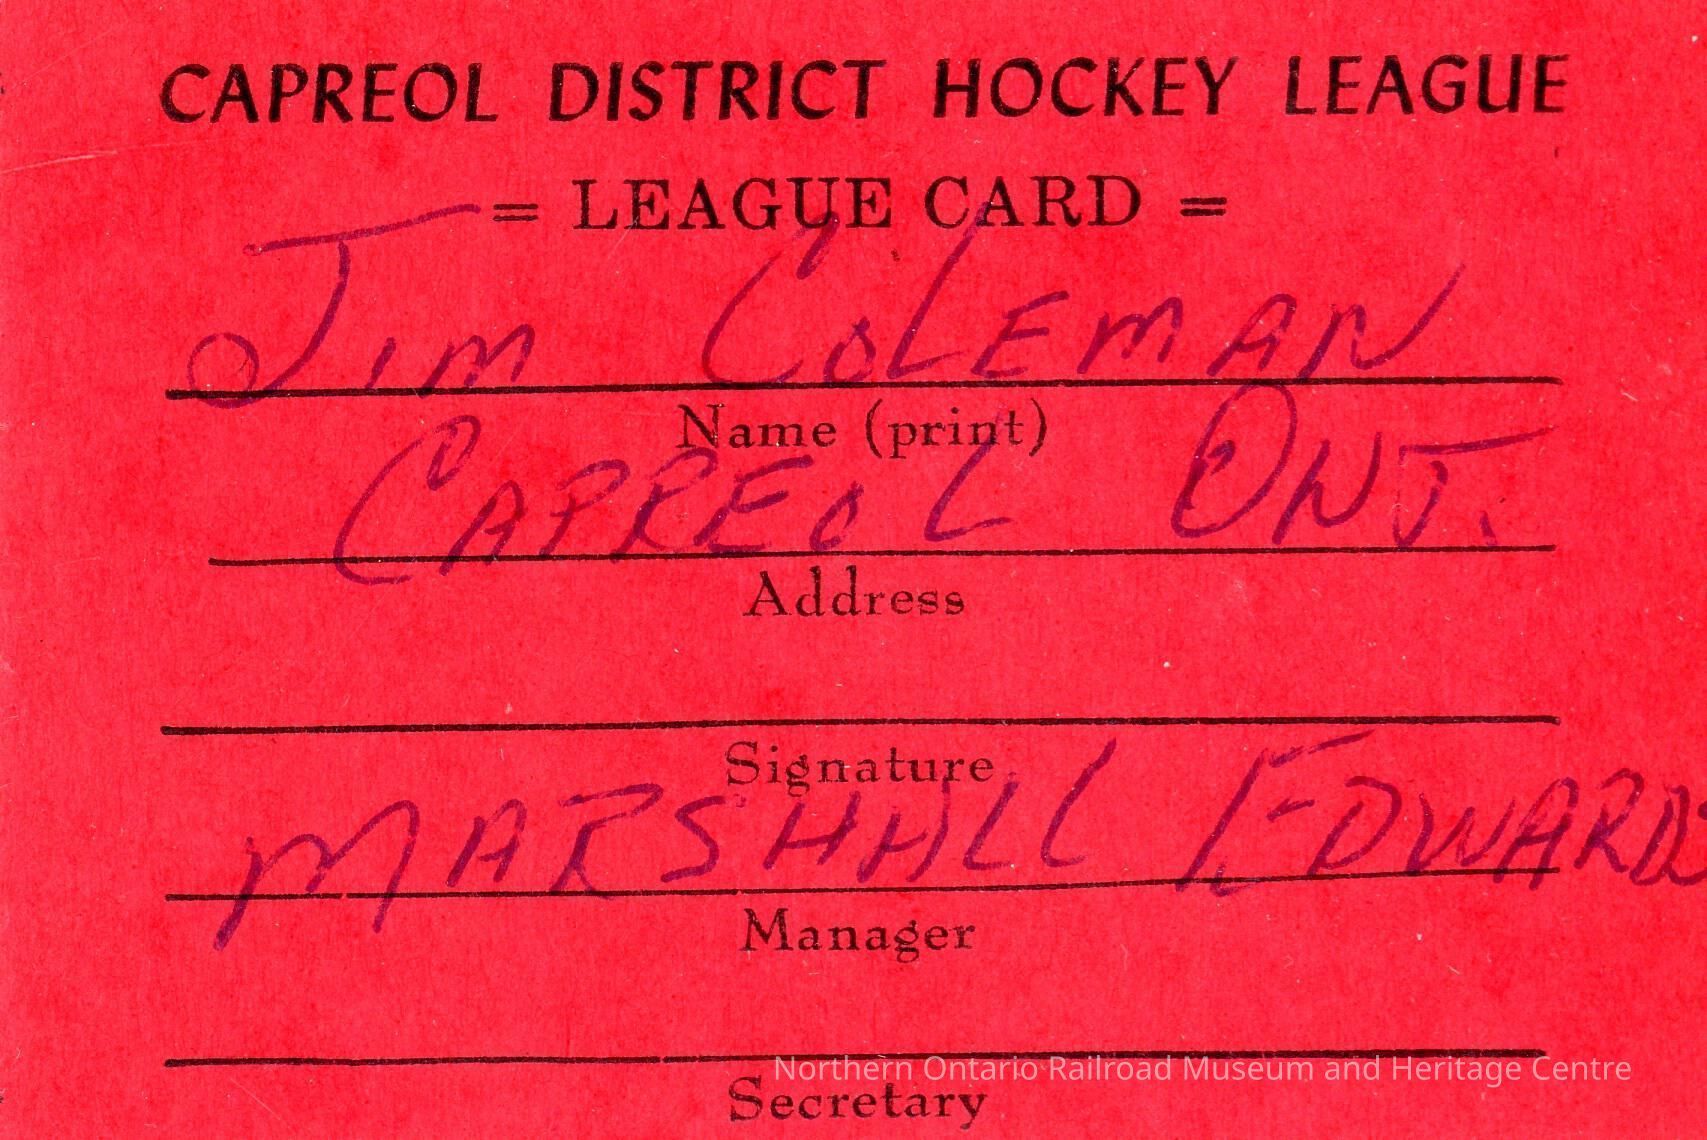 CAPREOL DISTRICT HOCKEY LEAGUE
= LEAGUE CARD =
JIM COLEMAN
Name (print)
CAPREOL ONT.
Address
Signature
MARSHALL EDWARDS
Manager
Northern Ontario Railroad Museum and Heritage Centre
Secretary